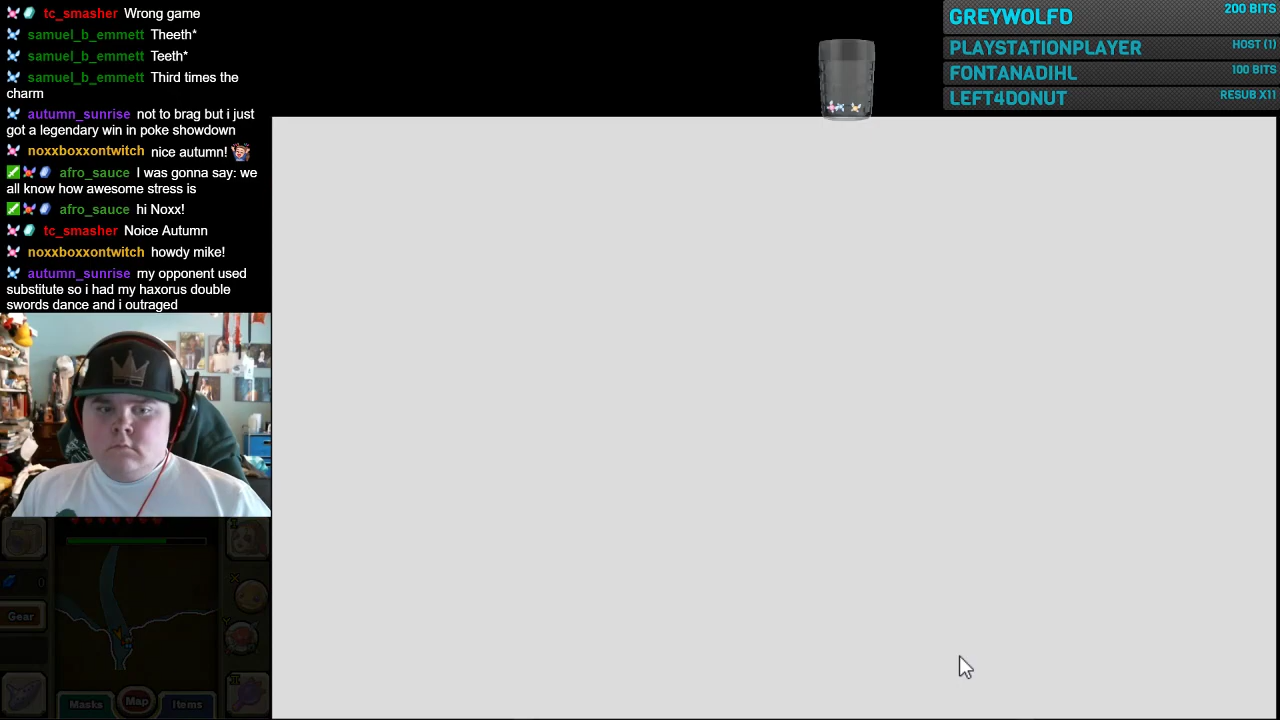 tc_smasher Wrong game
samuel_b_emmett Theeth*
samuel_b_emmett Teeth*
samuel_b_emmett Third times the
charm
autumn_sunrise not to brag but i just
got a legendary win in poke showdown
noxxboxxontwitch nice autumn!
afro_sauce I was gonna say: we
all know how awesome stress is
afro_sauce hi Noxx!
tc_smasher Noice Autumn
noxxboxxontwitch howdy mike!
autumn_sunrise my opponent used
substitute so i had my haxorus double
swords dance and i outraged
GREYWOLFD 200 BITS
PLAYSTATIONPLAYER HOST (1)
FONTANADIHL 100 BITS
LEFT4DONUT RESUB X11
0
Gear
Masks Map Items